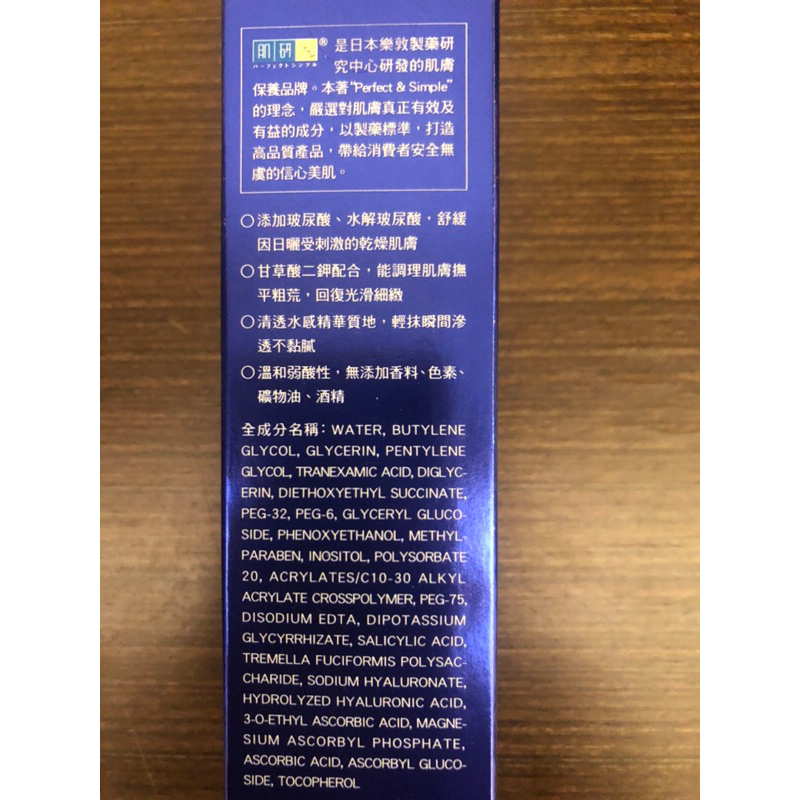 肌研 ® 是日本樂敦製藥研
パーフェクトシンプル 究中心研發的肌膚
保養品牌。本著“Perfect & Simple”
的理念，嚴選對肌膚真正有效及
有益的成分，以製藥標準，打造
高品質產品，帶給消費者安全無
虞的信心美肌。
○添加玻尿酸、水解玻尿酸，舒緩
因日曬受刺激的乾燥肌膚
○甘草酸二鉀配合，能調理肌膚撫
平粗荒，回復光滑細緻
○清透水感精華質地，輕抹瞬間滲
透不黏膩
○溫和弱酸性，無添加香料、色素、
礦物油、酒精
全成分名稱：WATER, BUTYLENE
GLYCOL, GLYCERIN, PENTYLENE
GLYCOL, TRANEXAMIC ACID, DIGLYC-
ERIN, DIETHOXYETHYL SUCCINATE,
PEG-32, PEG-6, GLYCERYL GLUCO-
SIDE, PHENOXYETHANOL, METHYL-
PARABEN, INOSITOL, POLYSORBATE
20, ACRYLATES/C10-30 ALKYL
ACRYLATE CROSSPOLYMER, PEG-75,
DISODIUM EDTA, DIPOTASSIUM
GLYCYRRHIZATE, SALICYLIC ACID,
TREMELLA FUCIFORMIS POLYSAC-
CHARIDE, SODIUM HYALURONATE,
HYDROLYZED HYALURONIC ACID,
3-O-ETHYL ASCORBIC ACID, MAGNE-
SIUM ASCORBYL PHOSPHATE,
ASCORBIC ACID, ASCORBYL GLUCO-
SIDE, TOCOPHEROL